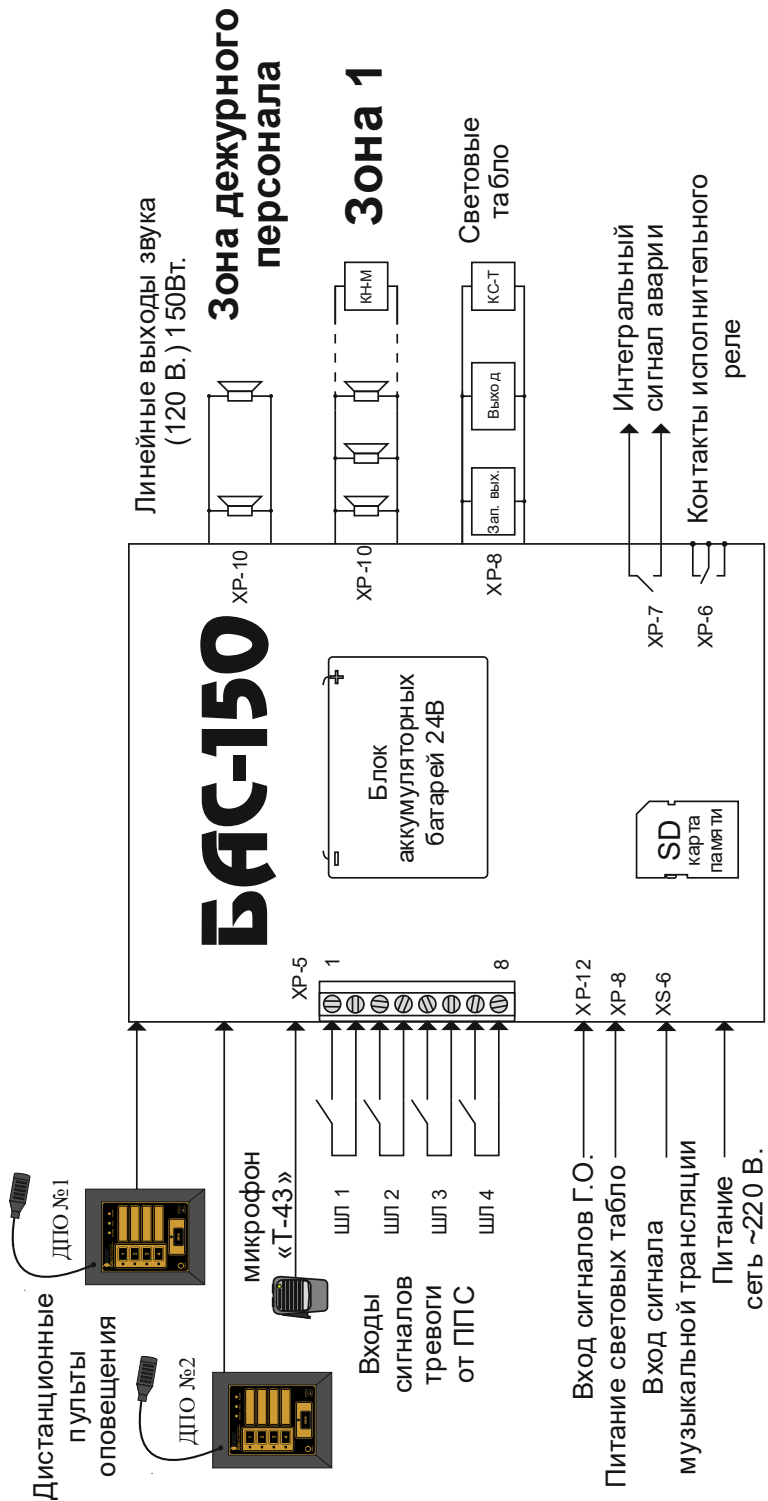 Дистанционные
пульты
оповещения
ДПО №1
ДПО №2
микрофон
«Т-43»
Входы
сигналов
тревоги
от ППС
ШЛ 1
ШЛ 2
ШЛ 3
ШЛ 4
Вход сигналов Г.О.
Питание световых табло
Вход сигнала
музыкальной трансляции
Питание
сеть ~220 В.
БАС-150
XP-5
1
8
XP-12
XP-8
XS-6
Блок
аккумуляторных
батарей 24В
SD
карта
памяти
XP-10
XP-10
XP-8
XP-7
XP-6
Линейные выходы звука
(120 В.) 150Вт.
Зона дежурного
персонала
КН-М
Зона 1
Зап. вых.
Выход
КС-Т
Световые
табло
Интегральный
сигнал аварии
Контакты исполнительного
реле